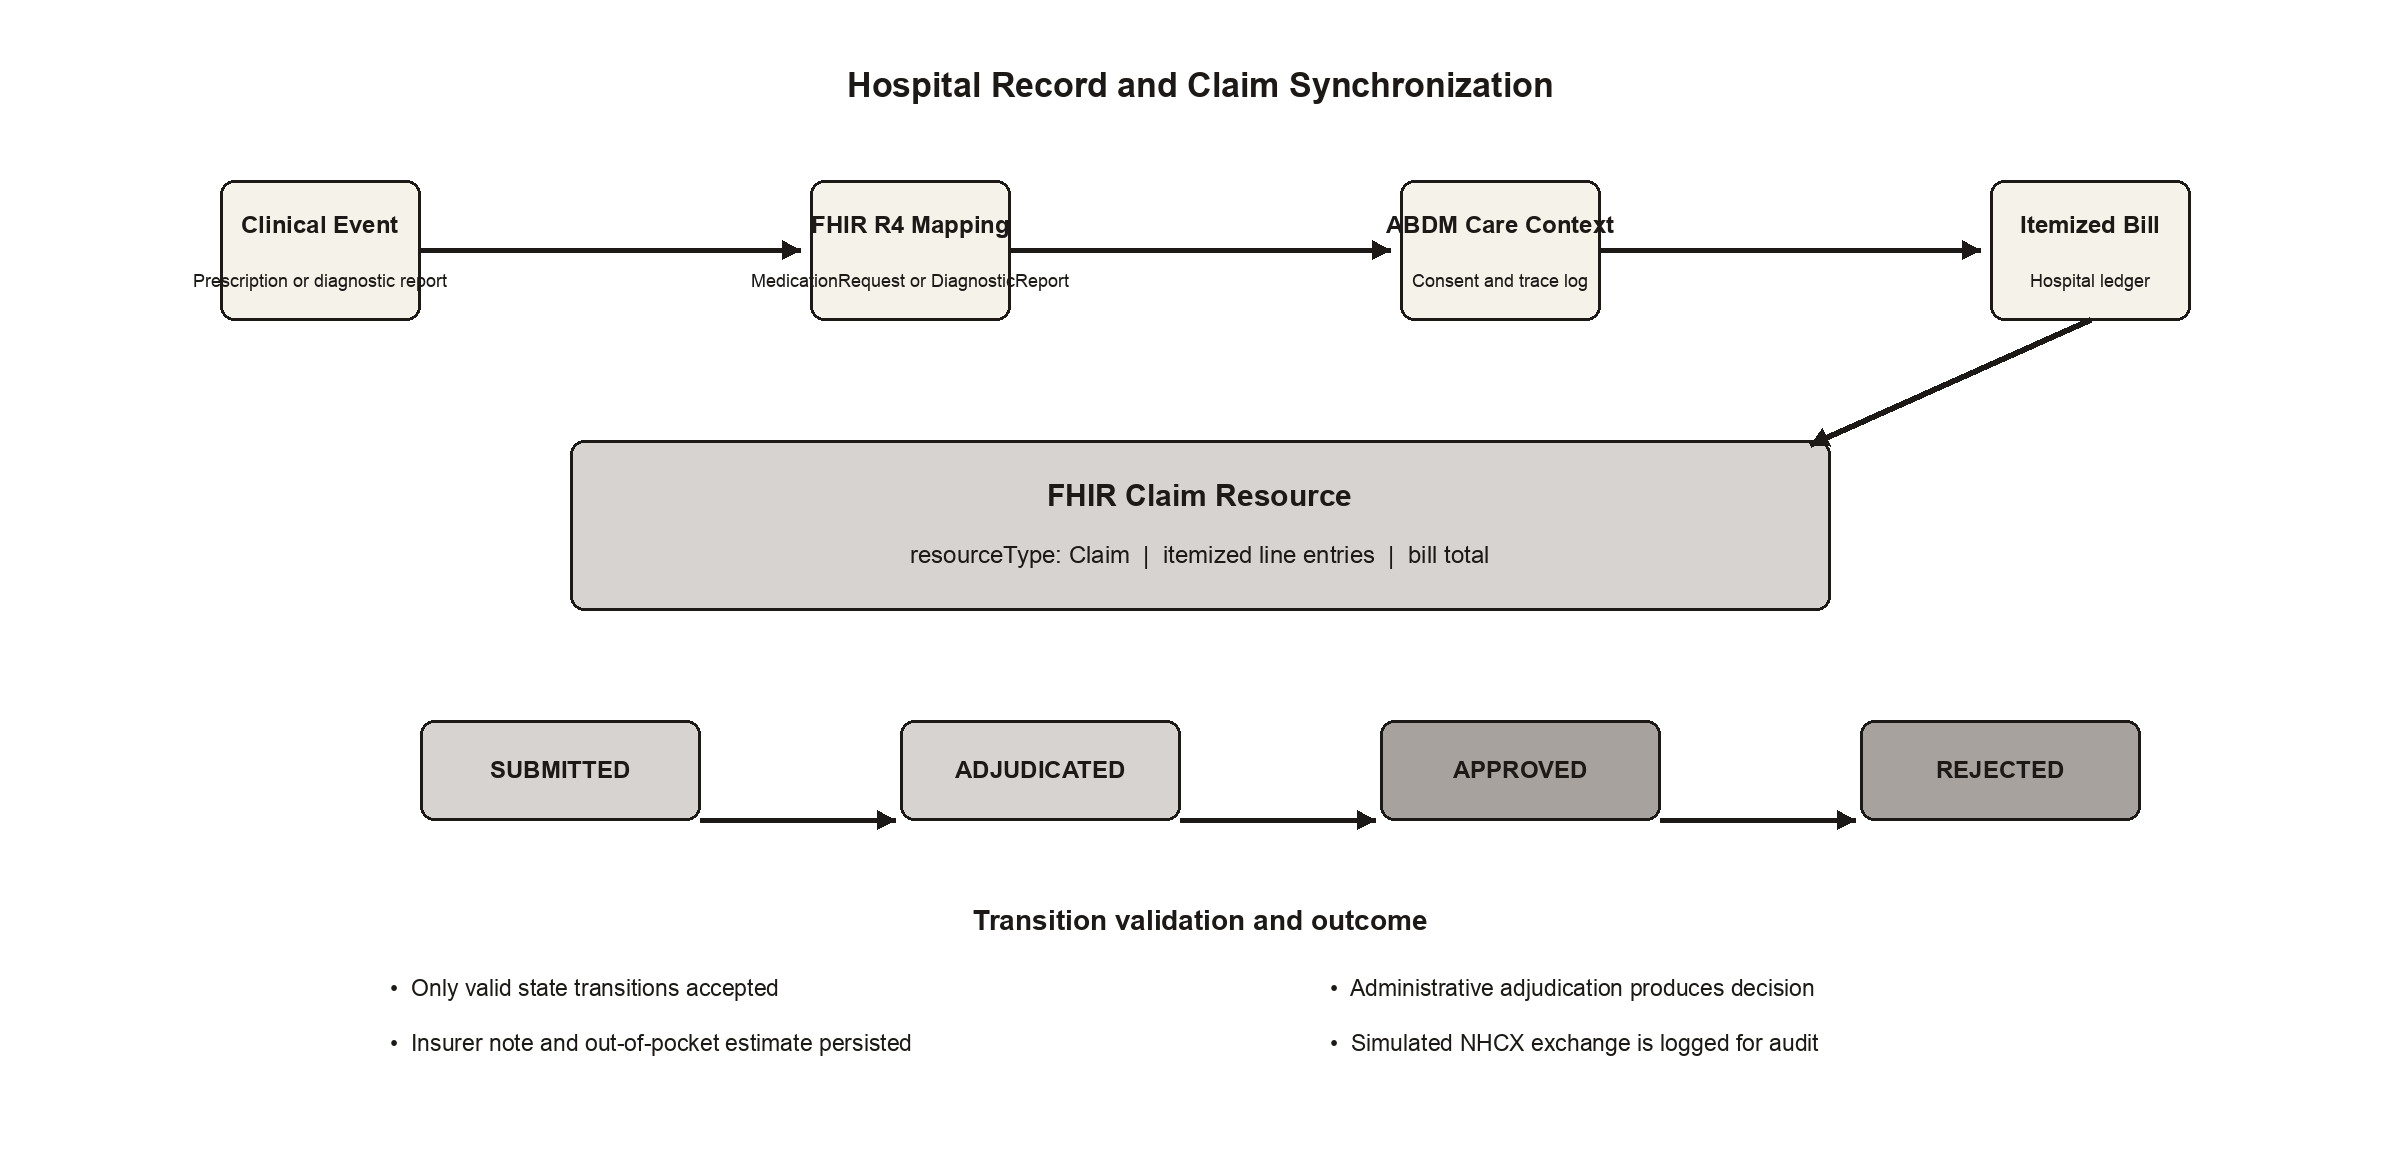 Hospital Record and Claim Synchronization
Clinical Event
Prescription or diagnostic report
FHIR R4 Mapping
MedicationRequest or DiagnosticReport
ABDM Care Context
Consent and trace log
Itemized Bill
Hospital ledger
FHIR Claim Resource
resourceType: Claim | itemized line entries | bill total
SUBMITTED
ADJUDICATED
APPROVED
REJECTED
Transition validation and outcome
• Only valid state transitions accepted
• Insurer note and out-of-pocket estimate persisted
• Administrative adjudication produces decision
• Simulated NHCX exchange is logged for audit